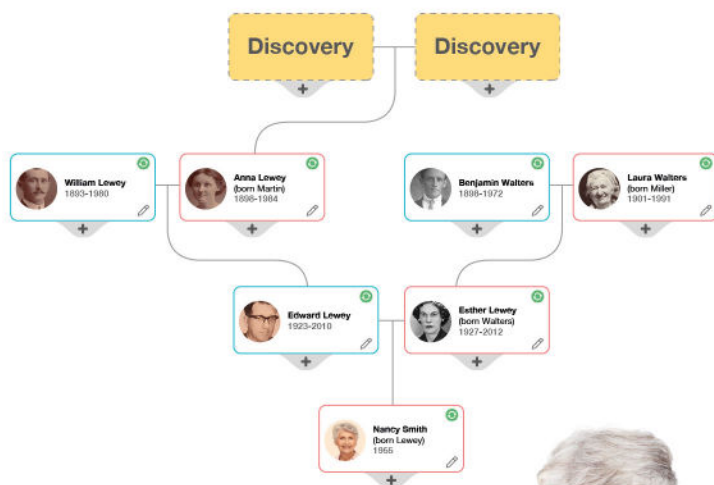 Discovery
Discovery
William Lewey
1893-1980
Anna Lewey
(born Martin)
1898-1984
Benjamin Walters
1898-1972
Laura Walters
(born Miller)
1901-1991
Edward Lewey
1923-2010
Esther Lewey
(born Walters)
1927-2012
Nancy Smith
(born Lewey)
1955